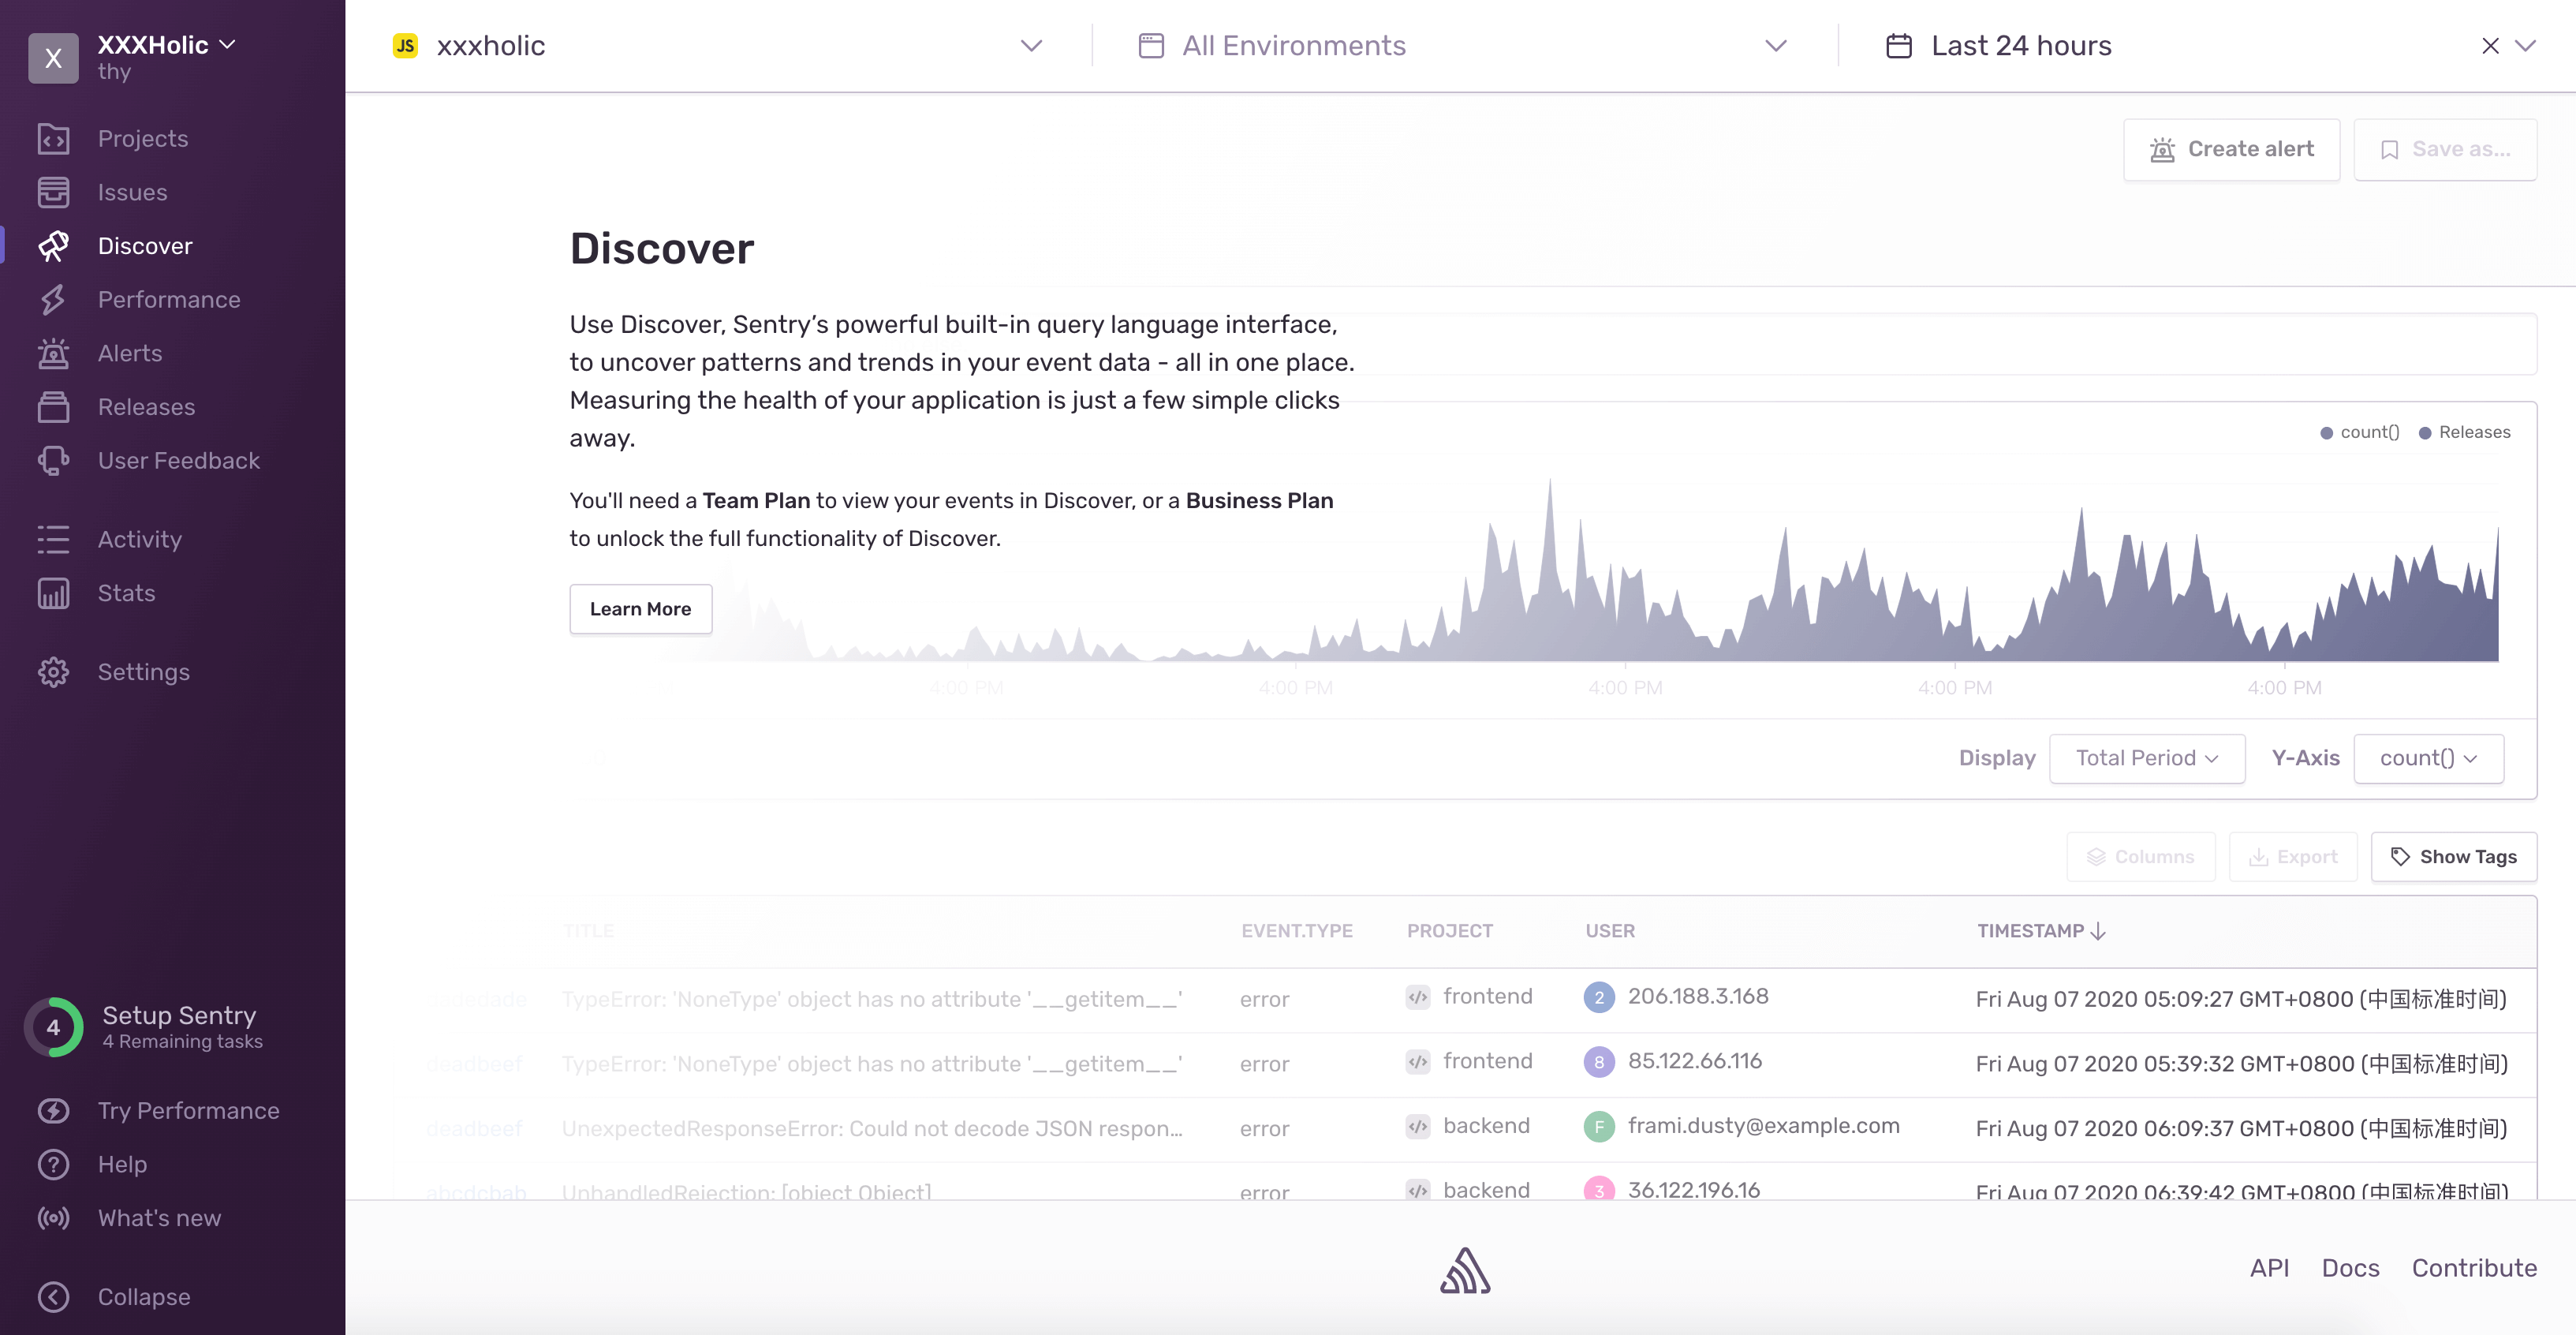 X
XXXHolic
thy
Projects
Issues
Discover
Performance
Alerts
Releases
User Feedback
Activity
Stats
Settings
4
Setup Sentry
4 Remaining tasks
Try Performance
Help
What's new
Collapse
JS xxxholic
All Environments
Last 24 hours
Create alert
Save as...
Discover
Use Discover, Sentry’s powerful built-in query language interface,
to uncover patterns and trends in your event data - all in one place.
Measuring the health of your application is just a few simple clicks
away.
You'll need a Team Plan to view your events in Discover, or a Business Plan
to unlock the full functionality of Discover.
Learn More
count() Releases
4:00 PM 4:00 PM 4:00 PM 4:00 PM 4:00 PM
Display Total Period Y-Axis count()
Columns Export Show Tags
TITLE EVENT.TYPE PROJECT USER TIMESTAMP
TypeError: 'NoneType' object has no attribute '__getitem__' error frontend 2 206.188.3.168 Fri Aug 07 2020 05:09:27 GMT+0800 (中国标准时间)
deadbeef TypeError: 'NoneType' object has no attribute '__getitem__' error frontend 8 85.122.66.116 Fri Aug 07 2020 05:39:32 GMT+0800 (中国标准时间)
deadbeef UnexpectedResponseError: Could not decode JSON respon... error backend F frami.dusty@example.com Fri Aug 07 2020 06:09:37 GMT+0800 (中国标准时间)
abcdcbab UnhandledRejection: [object Object] error backend 3 36.122.196.16 Fri Aug 07 2020 06:39:42 GMT+0800 (中国标准时间)
API Docs Contribute